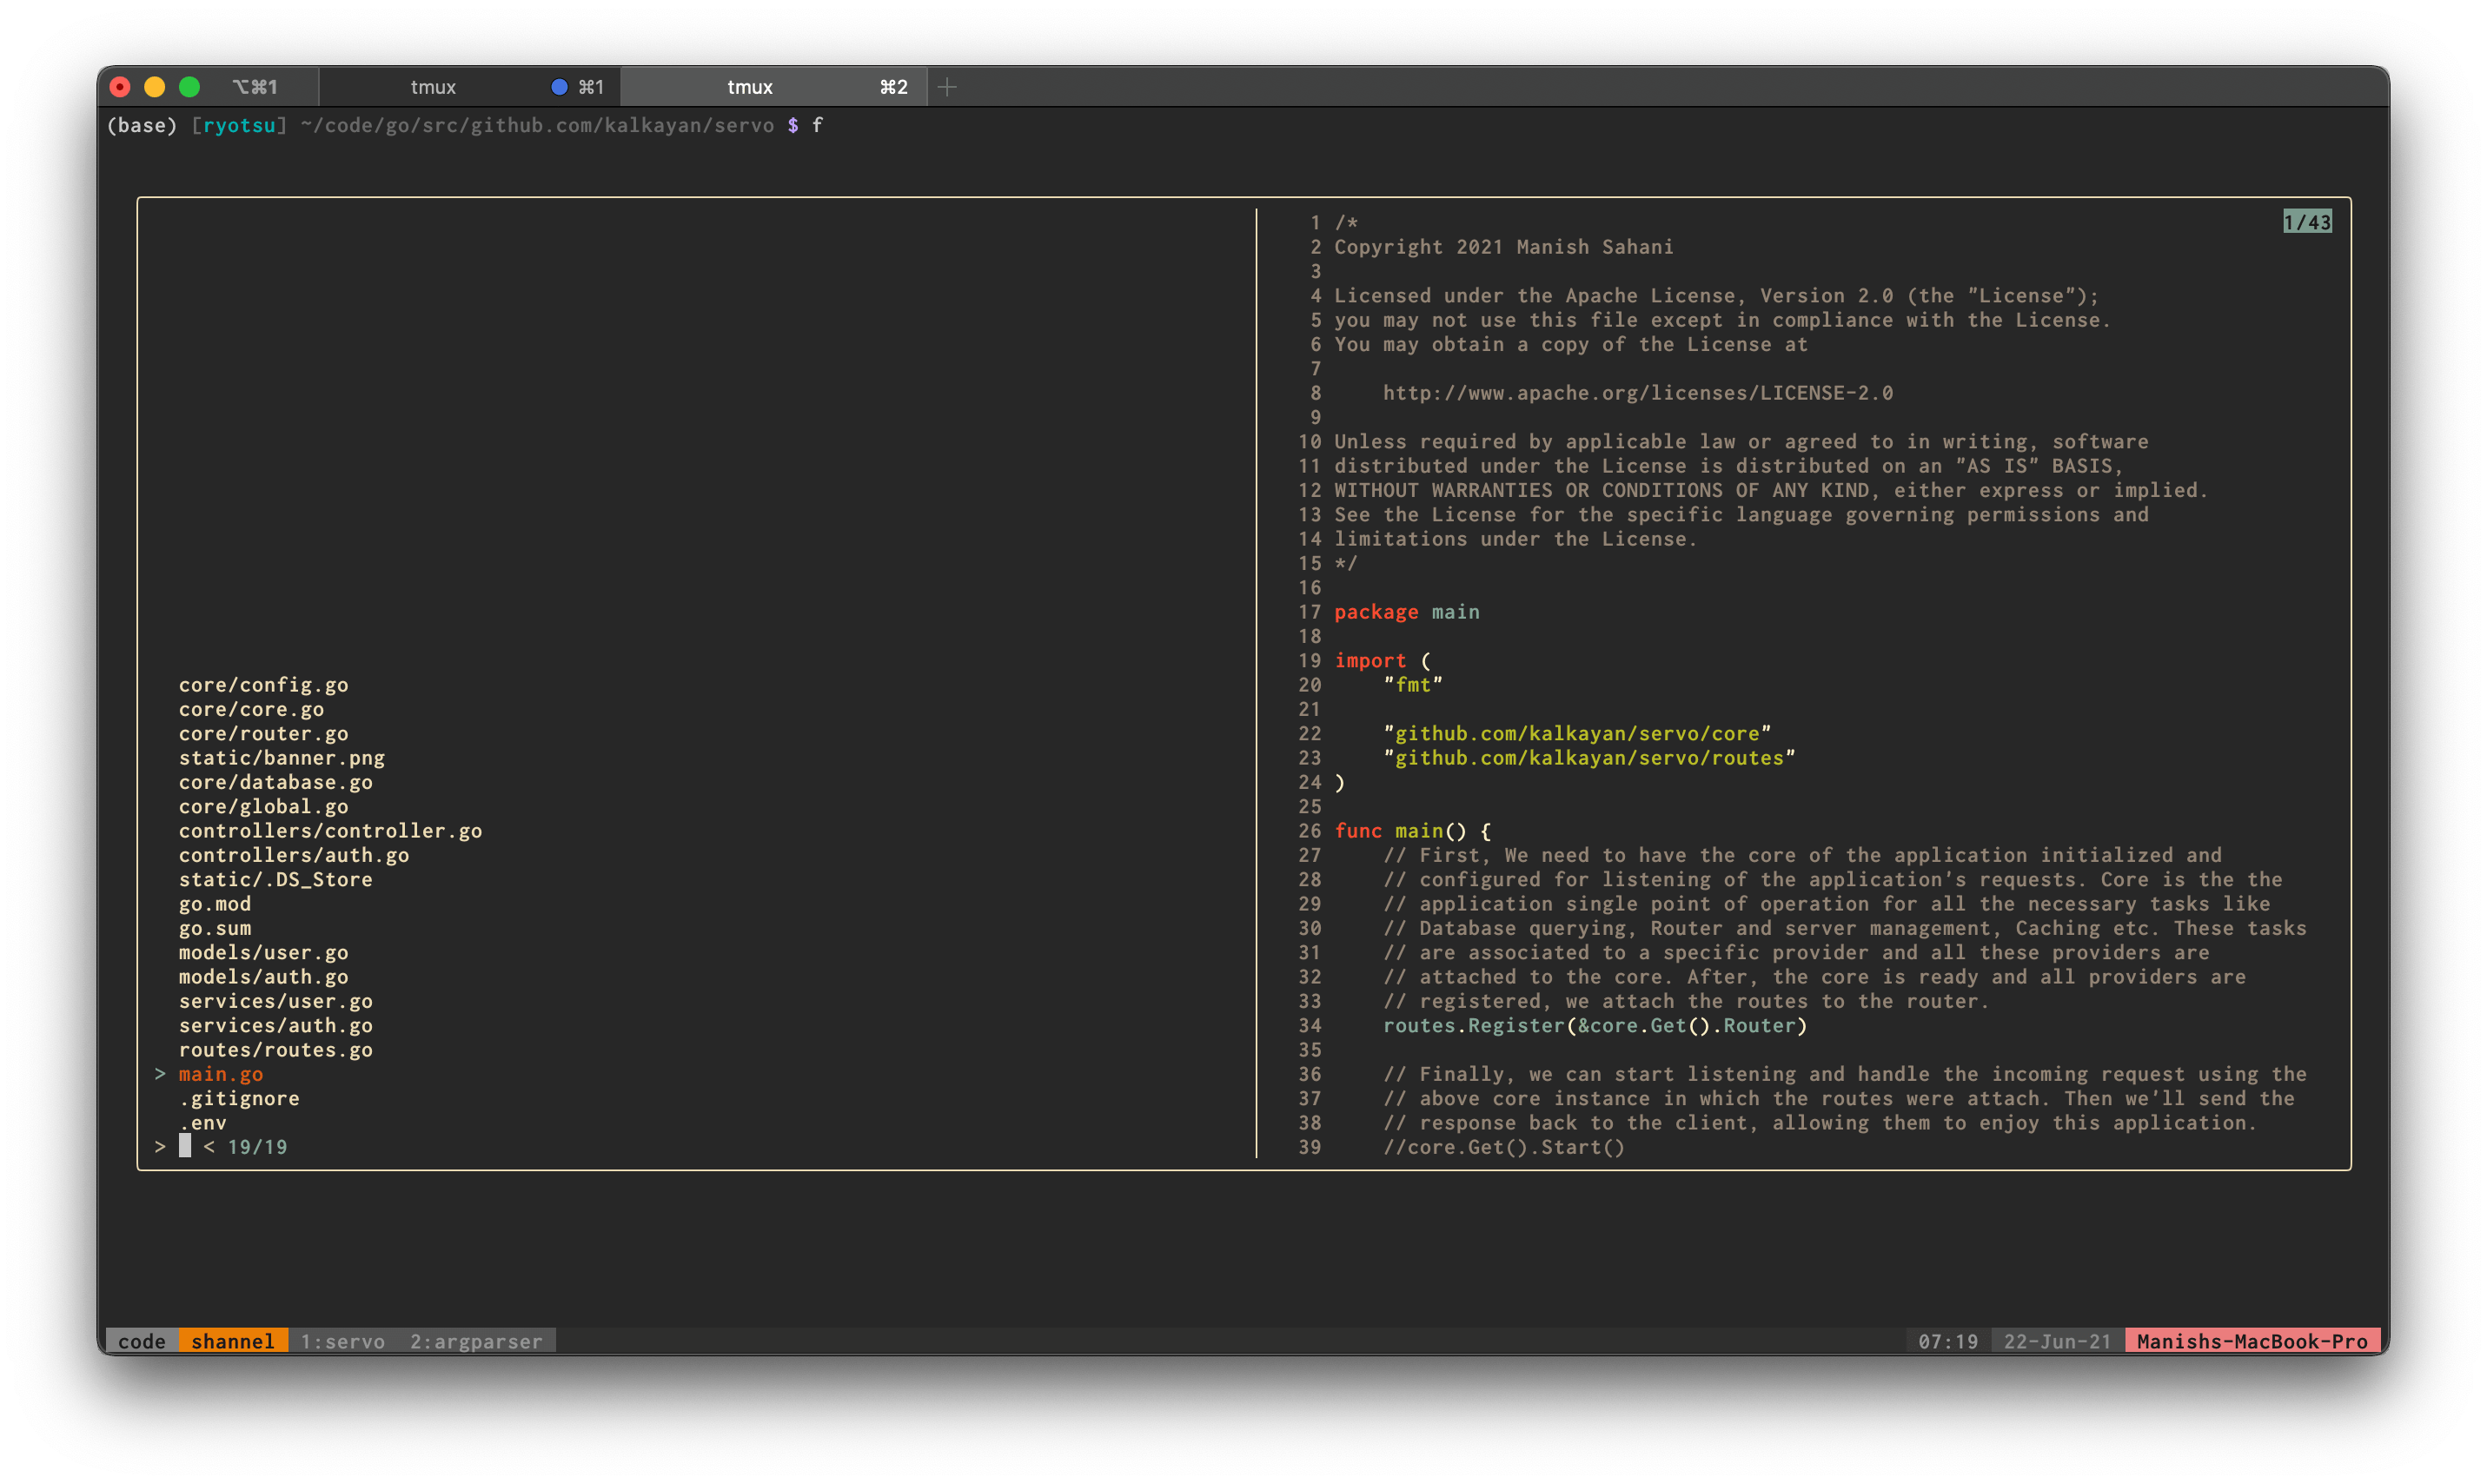 ⌥⌘1 tmux ⌘1 tmux ⌘2 +
(base) [ryotsu] ~/code/go/src/github.com/kalkayan/servo $ f
core/config.go
core/core.go
core/router.go
static/banner.png
core/database.go
core/global.go
controllers/controller.go
controllers/auth.go
static/.DS_Store
go.mod
go.sum
models/user.go
models/auth.go
services/user.go
services/auth.go
routes/routes.go
> main.go
.gitignore
.env
> < 19/19
1/43
1 /*
2 Copyright 2021 Manish Sahani
3
4 Licensed under the Apache License, Version 2.0 (the "License");
5 you may not use this file except in compliance with the License.
6 You may obtain a copy of the License at
7
8     http://www.apache.org/licenses/LICENSE-2.0
9
10 Unless required by applicable law or agreed to in writing, software
11 distributed under the License is distributed on an "AS IS" BASIS,
12 WITHOUT WARRANTIES OR CONDITIONS OF ANY KIND, either express or implied.
13 See the License for the specific language governing permissions and
14 limitations under the License.
15 */
16
17 package main
18
19 import (
20     "fmt"
21
22     "github.com/kalkayan/servo/core"
23     "github.com/kalkayan/servo/routes"
24 )
25
26 func main() {
27     // First, We need to have the core of the application initialized and
28     // configured for listening of the application's requests. Core is the the
29     // application single point of operation for all the necessary tasks like
30     // Database querying, Router and server management, Caching etc. These tasks
31     // are associated to a specific provider and all these providers are
32     // attached to the core. After, the core is ready and all providers are
33     // registered, we attach the routes to the router.
34     routes.Register(&core.Get().Router)
35
36     // Finally, we can start listening and handle the incoming request using the
37     // above core instance in which the routes were attach. Then we'll send the
38     // response back to the client, allowing them to enjoy this application.
39     //core.Get().Start()
code shannel 1:servo 2:argparser 07:19 22-Jun-21 Manishs-MacBook-Pro